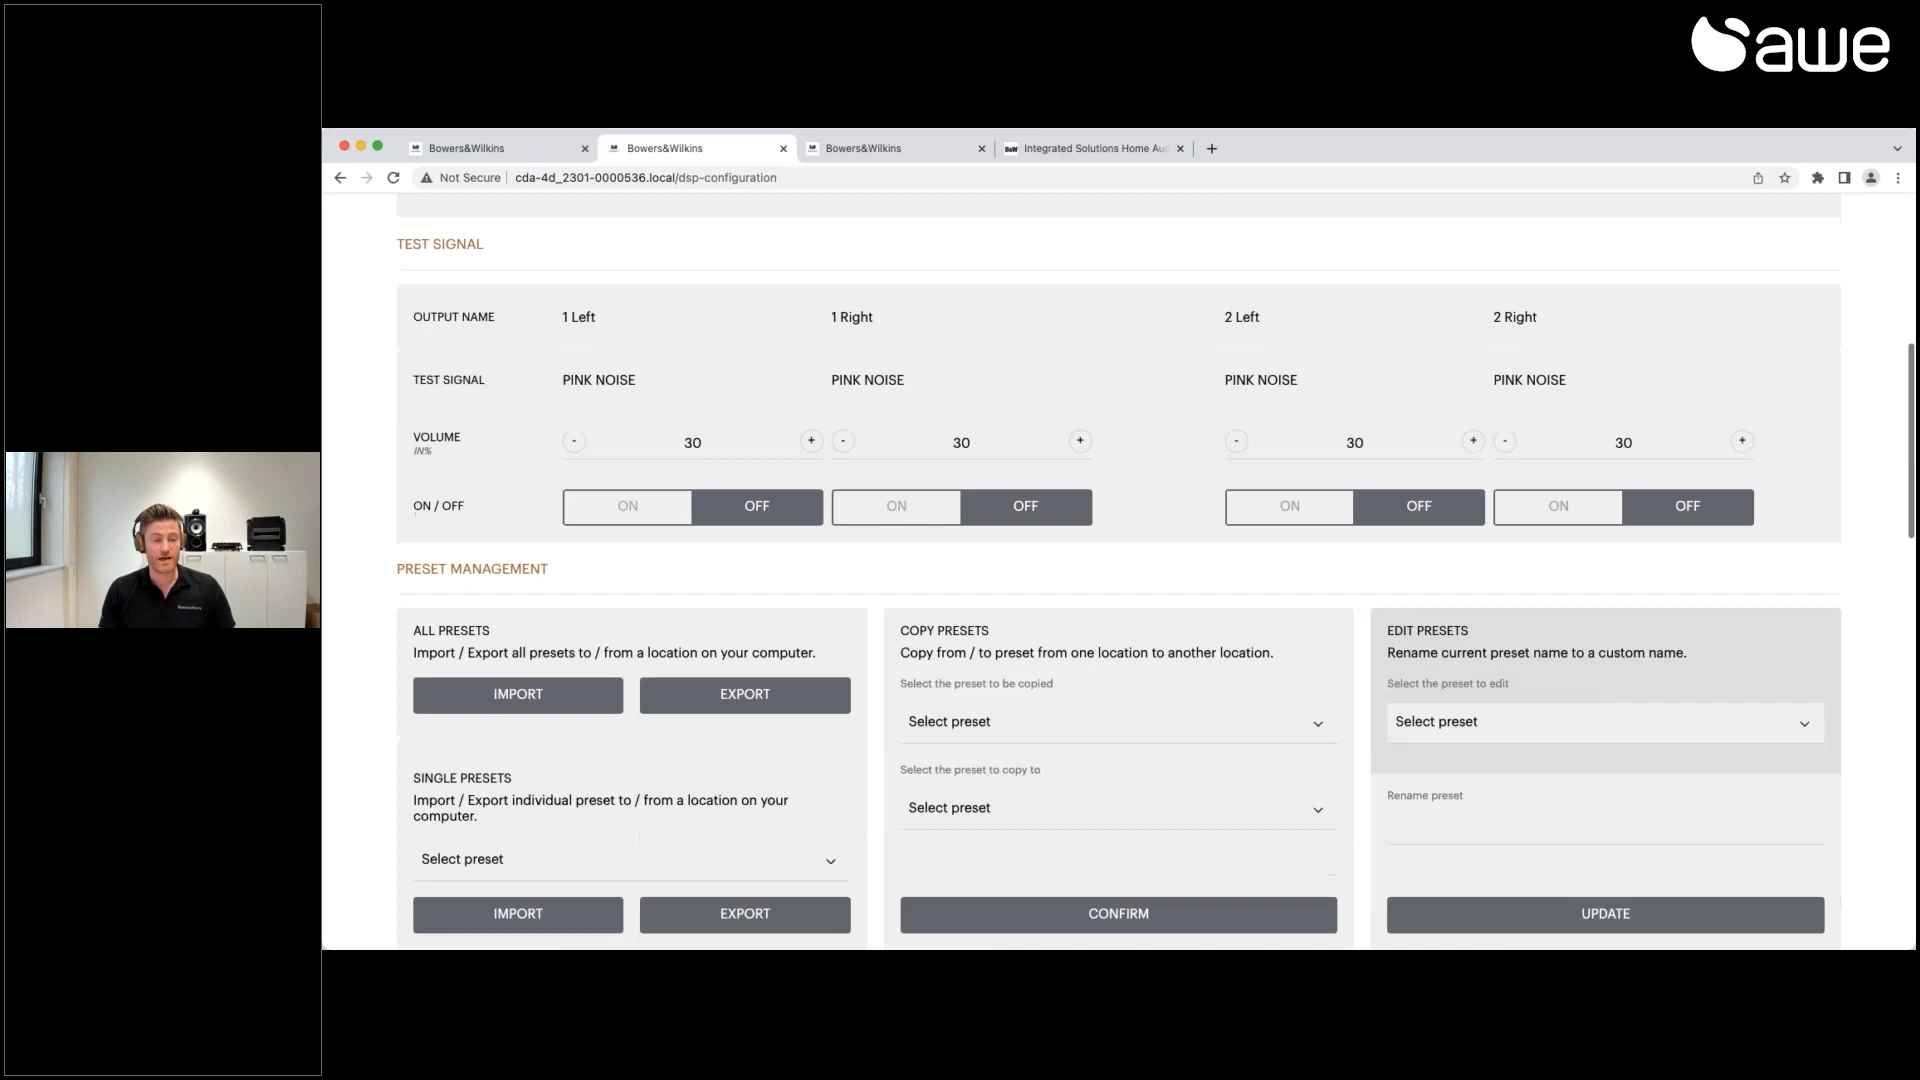 awe
Bowers&Wilkins
Bowers&Wilkins
Bowers&Wilkins
B&W Integrated Solutions Home Au
Not Secure cda-4d_2301-0000536.local/dsp-configuration
TEST SIGNAL
OUTPUT NAME 1 Left 1 Right 2 Left 2 Right
TEST SIGNAL PINK NOISE PINK NOISE PINK NOISE PINK NOISE
VOLUME - 30 + - 30 + - 30 + - 30 +
IN%
ON / OFF ON OFF ON OFF ON OFF ON OFF
PRESET MANAGEMENT
ALL PRESETS
Import / Export all presets to / from a location on your computer.
IMPORT EXPORT
SINGLE PRESETS
Import / Export individual preset to / from a location on your
computer.
Select preset
IMPORT EXPORT
COPY PRESETS
Copy from / to preset from one location to another location.
Select the preset to be copied
Select preset
Select the preset to copy to
Select preset
CONFIRM
EDIT PRESETS
Rename current preset name to a custom name.
Select the preset to edit
Select preset
Rename preset
UPDATE